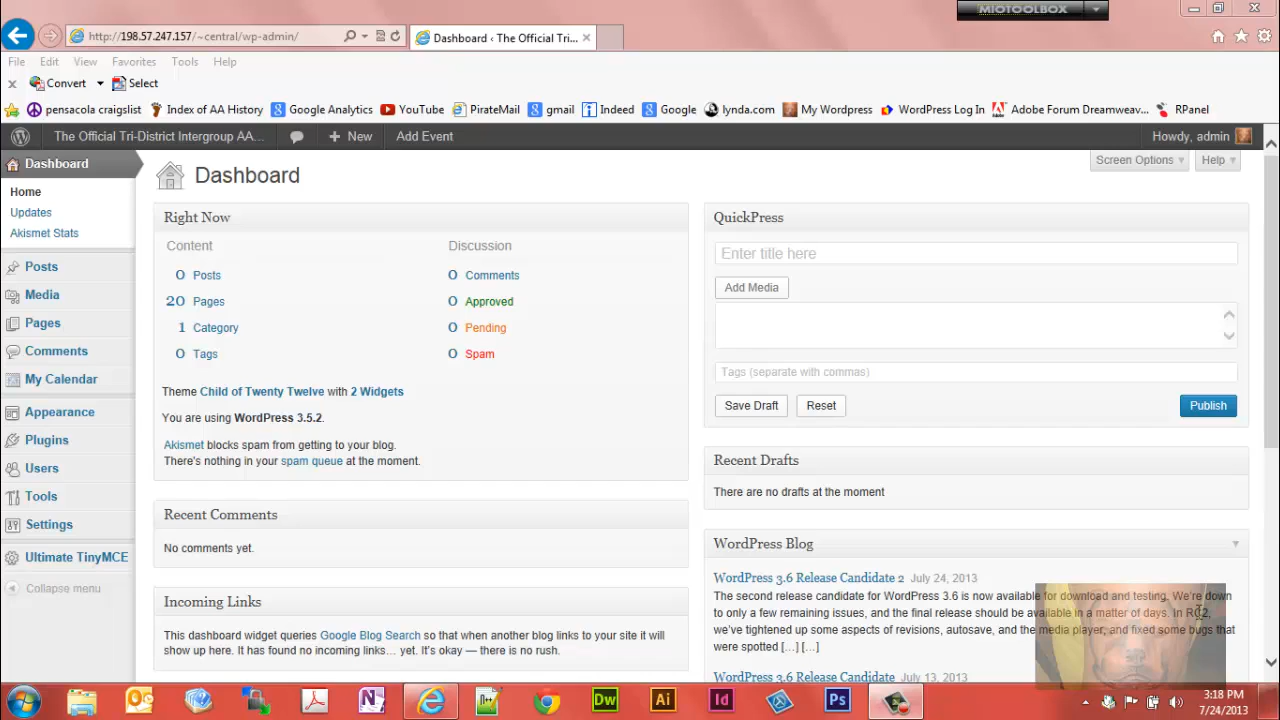 MIOTOOLBOX
http://198.57.247.157/~central/wp-admin/
Dashboard ‹ The Official Tri...
File Edit View Favorites Tools Help
Convert Select
pensacola craigslist Index of AA History Google Analytics YouTube PirateMail gmail Indeed Google lynda.com My Wordpress WordPress Log In Adobe Forum Dreamweav... RPanel
The Official Tri-District Intergroup AA... New Add Event Howdy, admin
Screen Options Help
Dashboard
Home
Updates
Akismet Stats
Posts
Media
Pages
Comments
My Calendar
Appearance
Plugins
Users
Tools
Settings
Ultimate TinyMCE
Collapse menu
Dashboard
Right Now
Content Discussion
0 Posts 0 Comments
20 Pages 0 Approved
1 Category 0 Pending
0 Tags 0 Spam
Theme Child of Twenty Twelve with 2 Widgets
You are using WordPress 3.5.2.
Akismet blocks spam from getting to your blog.
There's nothing in your spam queue at the moment.
Recent Comments
No comments yet.
Incoming Links
This dashboard widget queries Google Blog Search so that when another blog links to your site it will
show up here. It has found no incoming links… yet. It's okay — there is no rush.
QuickPress
Enter title here
Add Media
Tags (separate with commas)
Save Draft Reset Publish
Recent Drafts
There are no drafts at the moment
WordPress Blog
WordPress 3.6 Release Candidate 2 July 24, 2013
The second release candidate for WordPress 3.6 is now available for download and testing. We're down
to only a few remaining issues, and the final release should be available in a matter of days. In RC2,
we've tightened up some aspects of revisions, autosave, and the media player, and fixed some bugs that
were spotted [...] [...]
WordPress 3.6 Release Candidate July 13, 2013
Dw Ai Id Ps
3:18 PM
7/24/2013